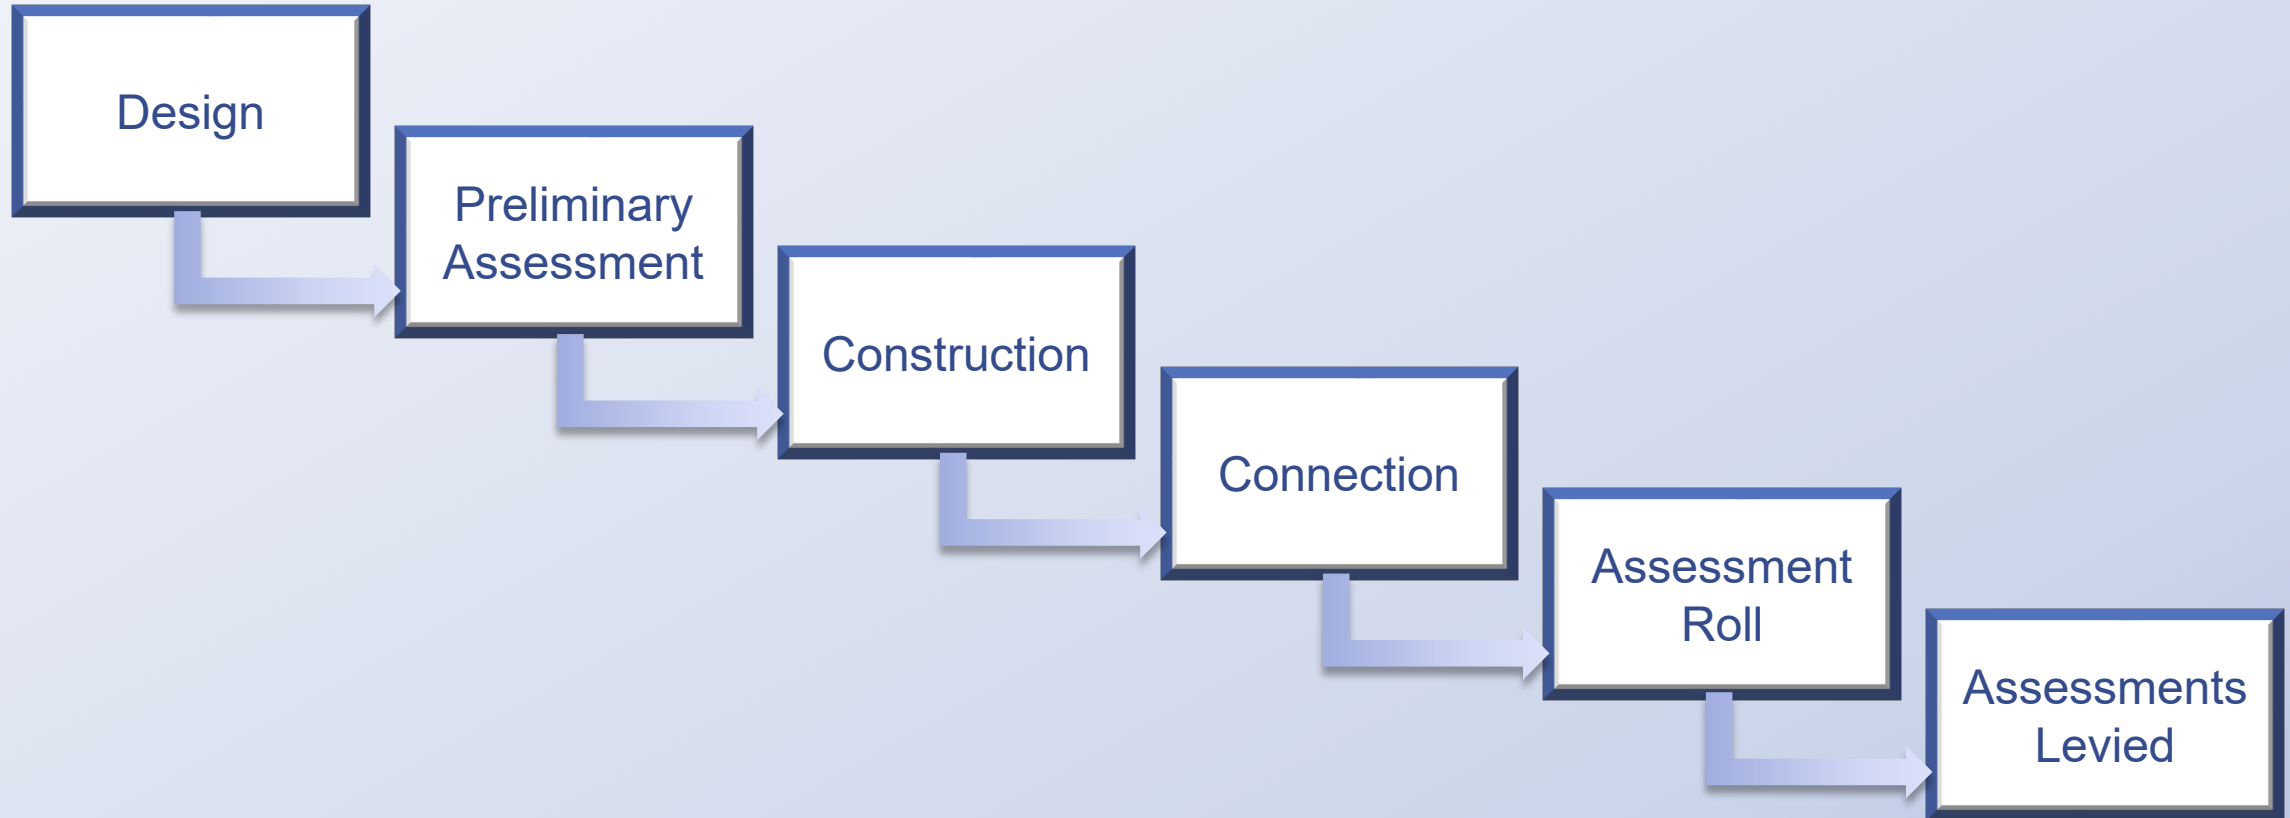 Design
Preliminary
Assessment
Construction
Connection
Assessment
Roll
Assessments
Levied